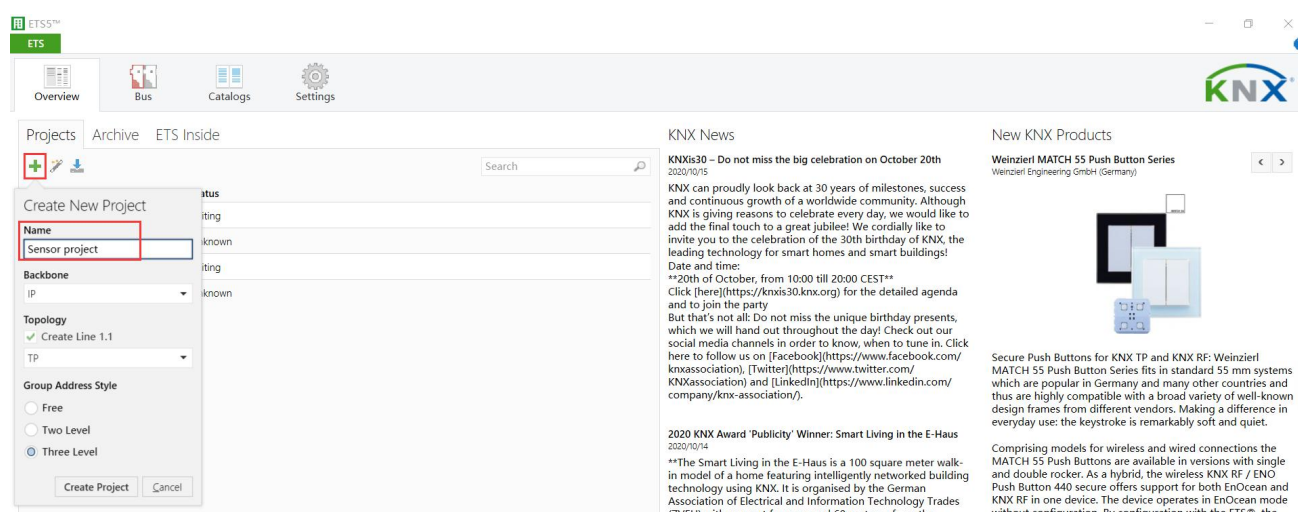 ETS5™
ETS
Overview
Bus
Catalogs
Settings
KNX
Projects
Archive
ETS Inside
Search
atus
Create New Project
iting
Name
Sensor project
known
iting
Backbone
IP
known
Topology
Create Line 1.1
TP
Group Address Style
Free
Two Level
Three Level
Create Project
Cancel
KNX News
KNXis30 – Do not miss the big celebration on October 20th
2020/10/15
KNX can proudly look back at 30 years of milestones, success
and continuous growth of a worldwide community. Although
KNX is giving reasons to celebrate every day, we would like to
add the final touch to a great jubilee! We cordially like to
invite you to the celebration of the 30th birthday of KNX, the
leading technology for smart homes and smart buildings!
Date and time:
**20th of October, from 10:00 till 20:00 CEST**
Click [here](https://knxis30.knx.org) for the detailed agenda
and to join the party
But that's not all: Do not miss the unique birthday presents,
which we will hand out throughout the day! Check out our
social media channels in order to know, when to tune in. Click
here to follow us on [Facebook](https://www.facebook.com/
knxassociation), [Twitter](https://www.twitter.com/
KNXassociation) and [LinkedIn](https://www.linkedin.com/
company/knx-association/).
2020 KNX Award 'Publicity' Winner: Smart Living in the E-Haus
2020/10/14
**The Smart Living in the E-Haus is a 100 square meter walk-
in model of a home featuring intelligently networked building
technology using KNX. It is organised by the German
Association of Electrical and Information Technology Trades
New KNX Products
Weinzierl MATCH 55 Push Button Series
Weinzierl Engineering GmbH (Germany)
Secure Push Buttons for KNX TP and KNX RF: Weinzierl
MATCH 55 Push Button Series fits in standard 55 mm systems
which are popular in Germany and many other countries and
thus are highly compatible with a broad variety of well-known
design frames from different vendors. Making a difference in
everyday use: the keystroke is remarkably soft and quiet.
Comprising models for wireless and wired connections the
MATCH 55 Push Buttons are available in versions with single
and double rocker. As a hybrid, the wireless KNX RF / ENO
Push Button 440 secure offers support for both EnOcean and
KNX RF in one device. The device operates in EnOcean mode
without configuration. By configuration with the ETS®, the